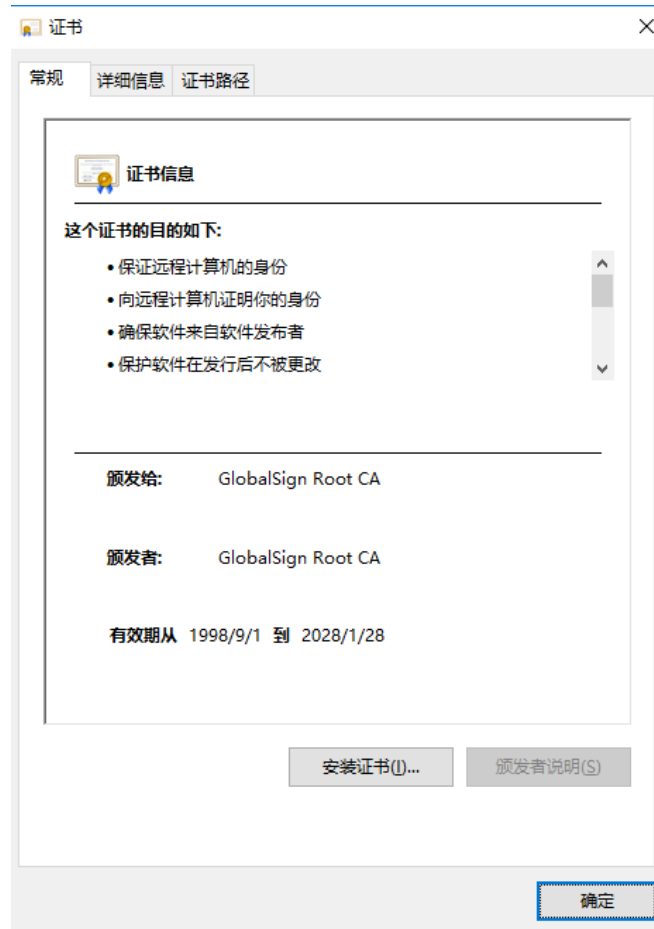 证书
常规 详细信息 证书路径
证书信息
这个证书的目的如下:
• 保证远程计算机的身份
• 向远程计算机证明你的身份
• 确保软件来自软件发布者
• 保护软件在发行后不被更改
颁发给: GlobalSign Root CA
颁发者: GlobalSign Root CA
有效期从 1998/9/1 到 2028/1/28
安装证书(I)... 颁发者说明(S)
确定